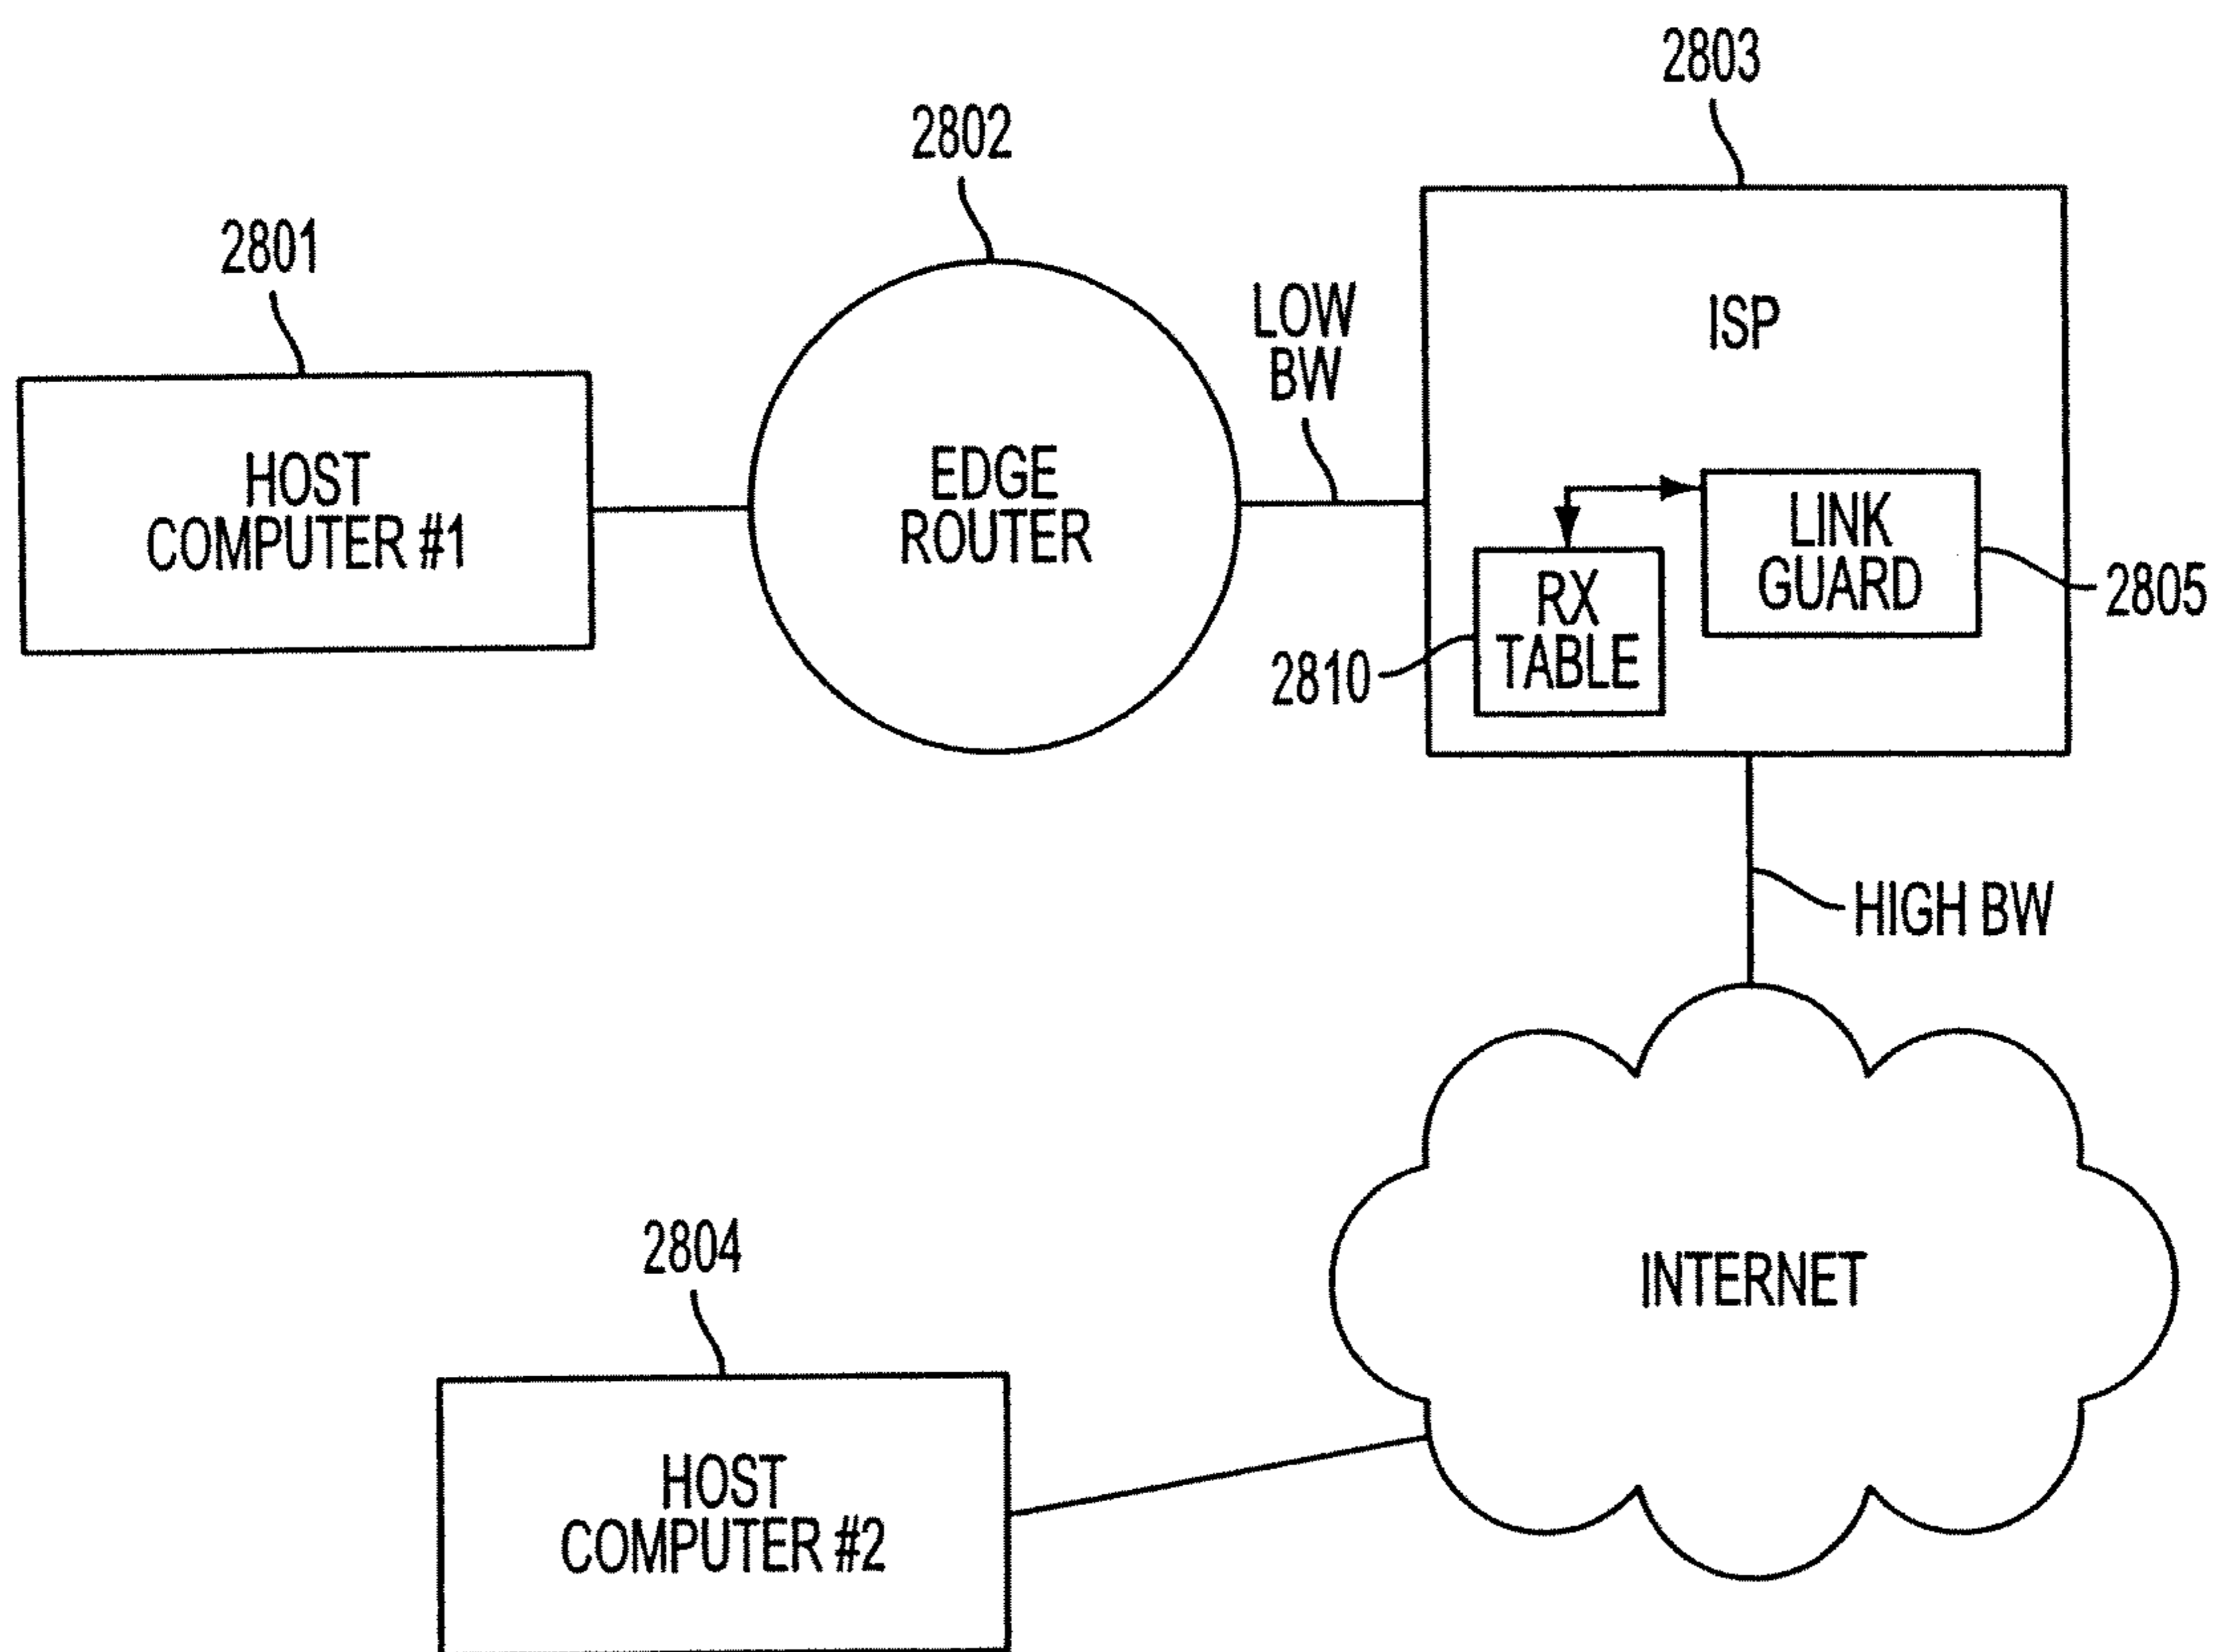 2803
2802
2801
LOW
BW
ISP
HOST
COMPUTER #1
EDGE
ROUTER
LINK
GUARD
2805
RX
TABLE
2810
HIGH BW
INTERNET
2804
HOST
COMPUTER #2